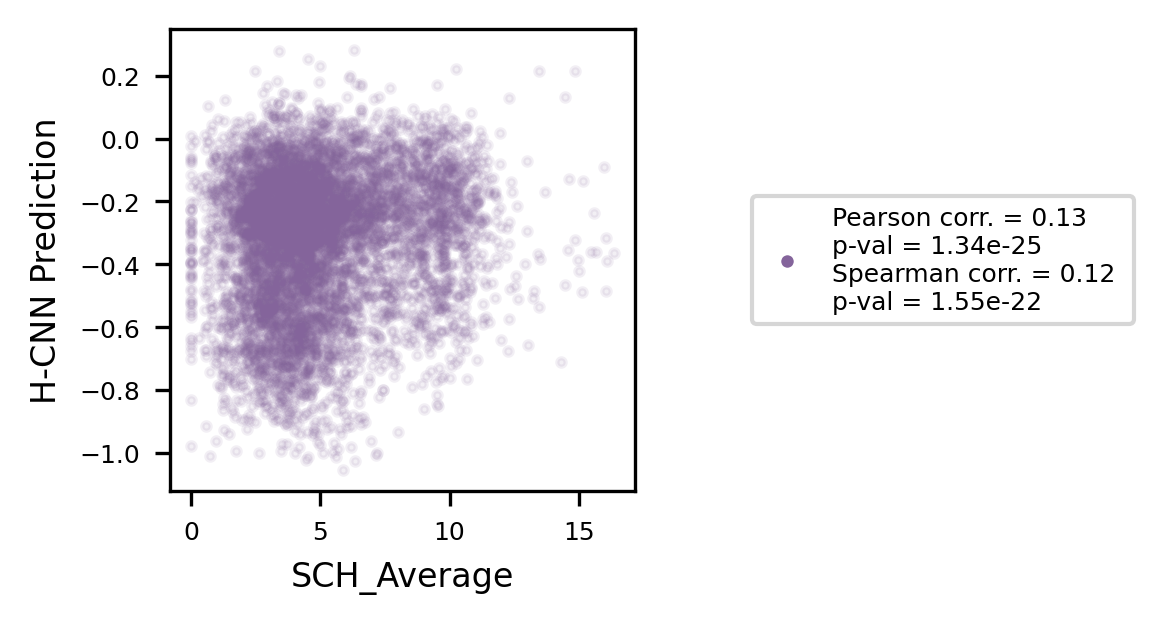 0.2
0.0
−0.2
−0.4
−0.6
−0.8
−1.0
H-CNN Prediction
0
5
10
15
SCH_Average
Pearson corr. = 0.13
p-val = 1.34e-25
Spearman corr. = 0.12
p-val = 1.55e-22